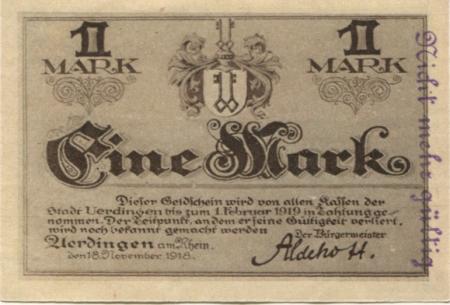 1 MARK
1 MARK
Eine Mark
Dieser Geldschein wird von allen Kassen der
Stadt Uerdingen bis zum 1. Februar 1919 in Zahlung ge-
nommen. Der Zeitpunkt, an dem er seine Gültigkeit verliert,
wird noch bekannt gemacht werden
Der Bürgermeister
Uerdingen am Rhein,
den 18. November 1918.
Nicht mehr gültig